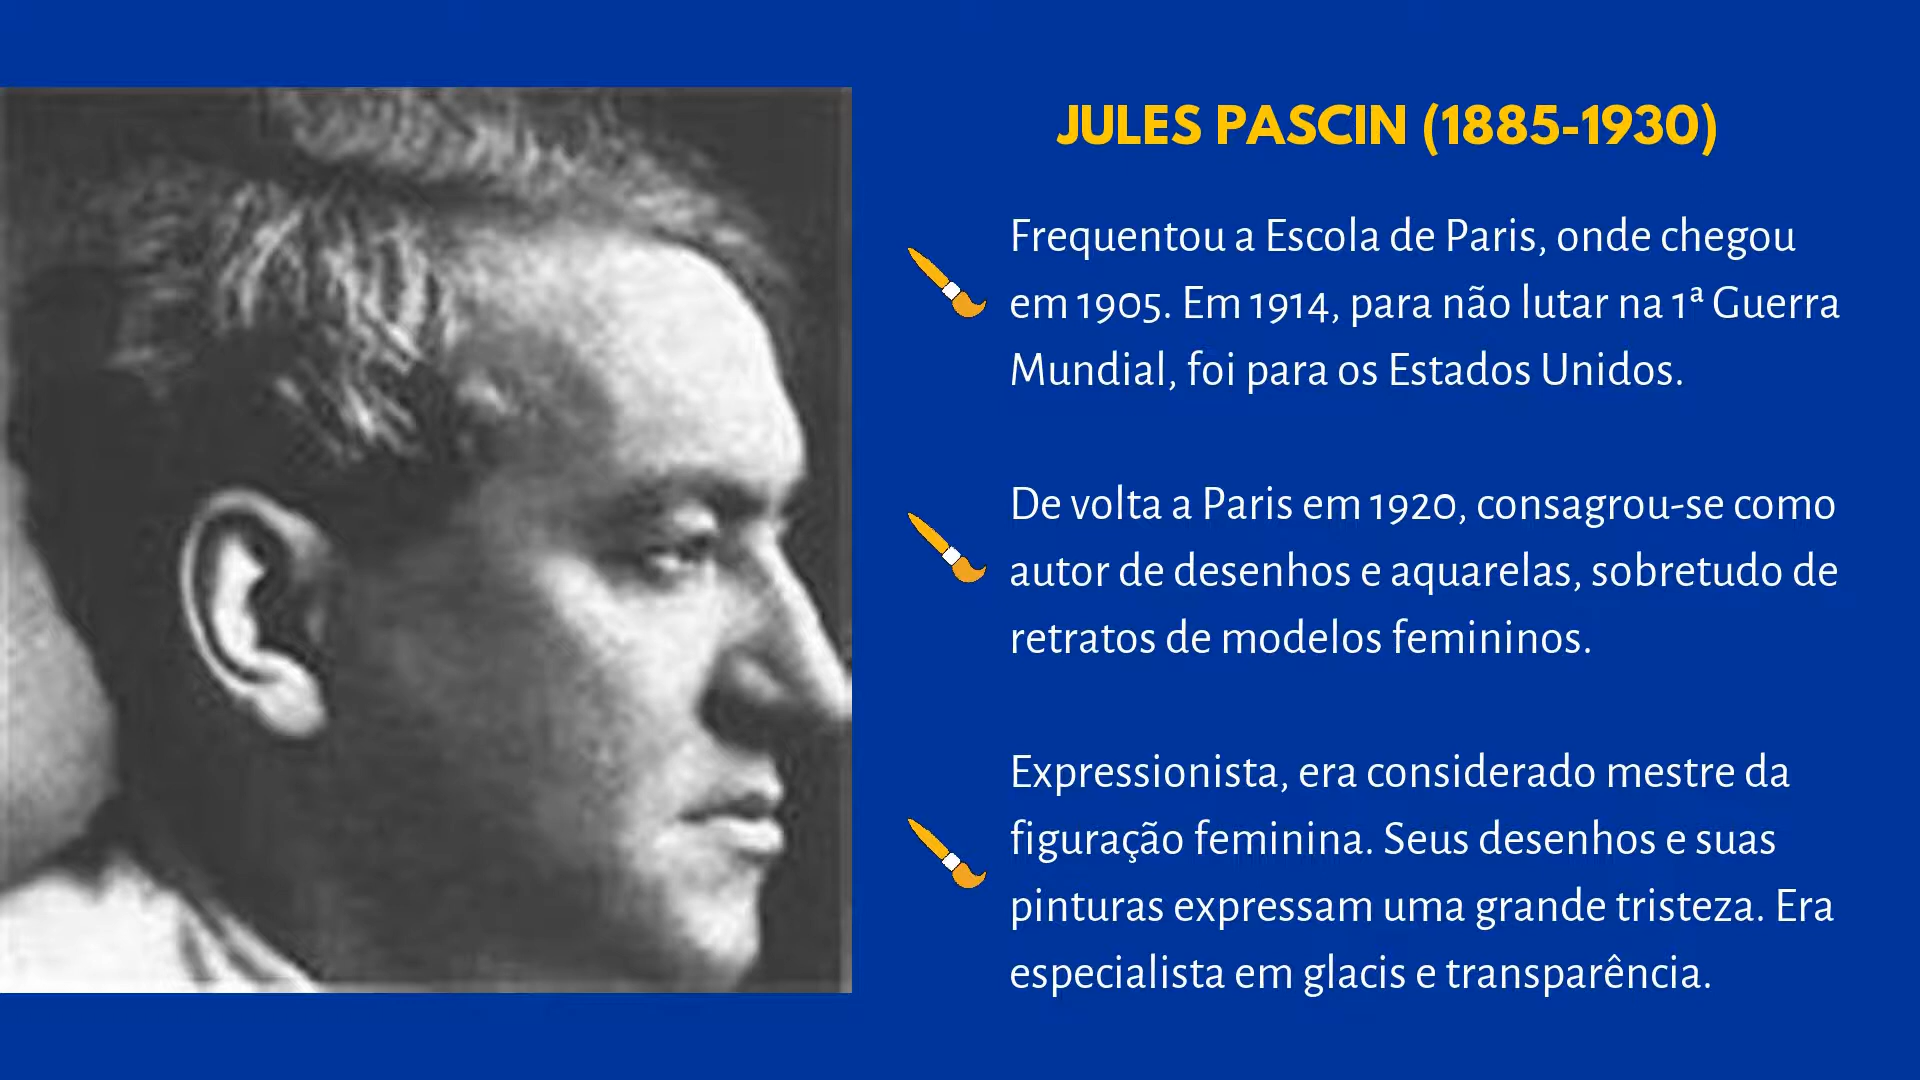 JULES PASCIN (1885-1930)
Frequentou a Escola de Paris, onde chegou
em 1905. Em 1914, para não lutar na 1ª Guerra
Mundial, foi para os Estados Unidos.
De volta a Paris em 1920, consagrou-se como
autor de desenhos e aquarelas, sobretudo de
retratos de modelos femininos.
Expressionista, era considerado mestre da
figuração feminina. Seus desenhos e suas
pinturas expressam uma grande tristeza. Era
especialista em glacis e transparência.